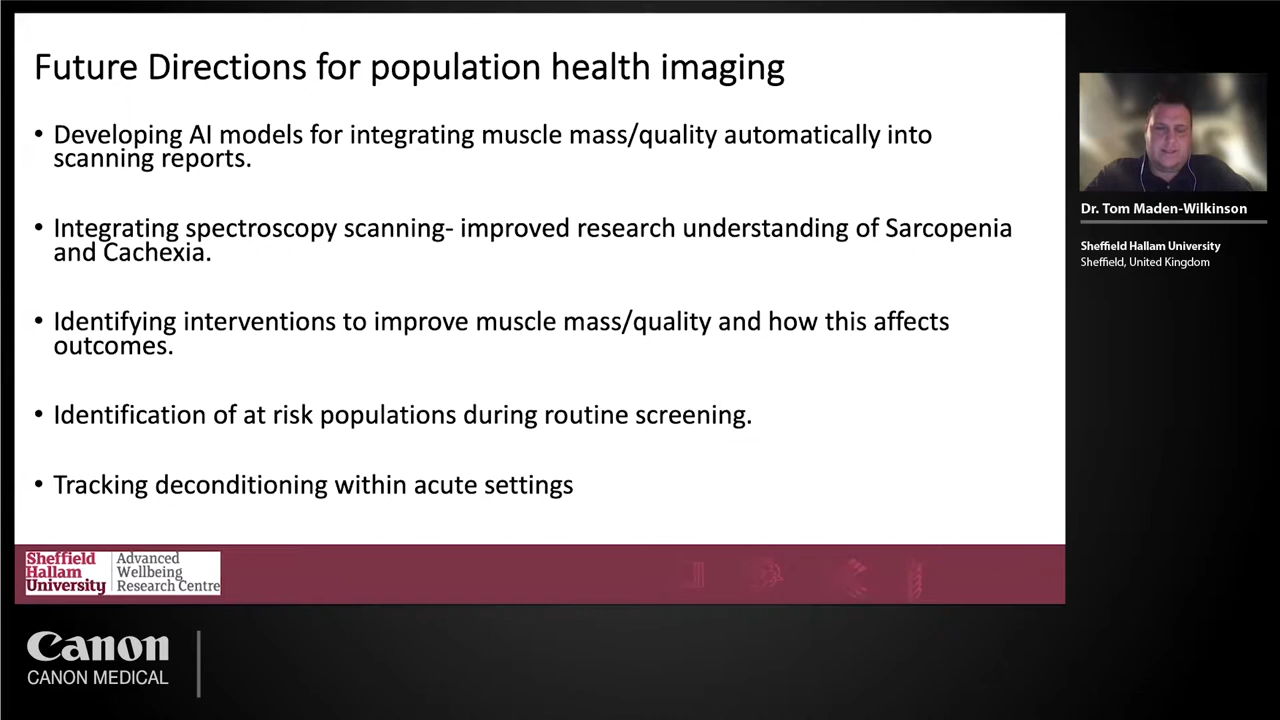 Future Directions for population health imaging
• Developing AI models for integrating muscle mass/quality automatically into
scanning reports.
• Integrating spectroscopy scanning- improved research understanding of Sarcopenia
and Cachexia.
• Identifying interventions to improve muscle mass/quality and how this affects
outcomes.
• Identification of at risk populations during routine screening.
• Tracking deconditioning within acute settings
Sheffield
Hallam
University
Advanced
Wellbeing
Research Centre
Dr. Tom Maden-Wilkinson
Sheffield Hallam University
Sheffield, United Kingdom
Canon
CANON MEDICAL